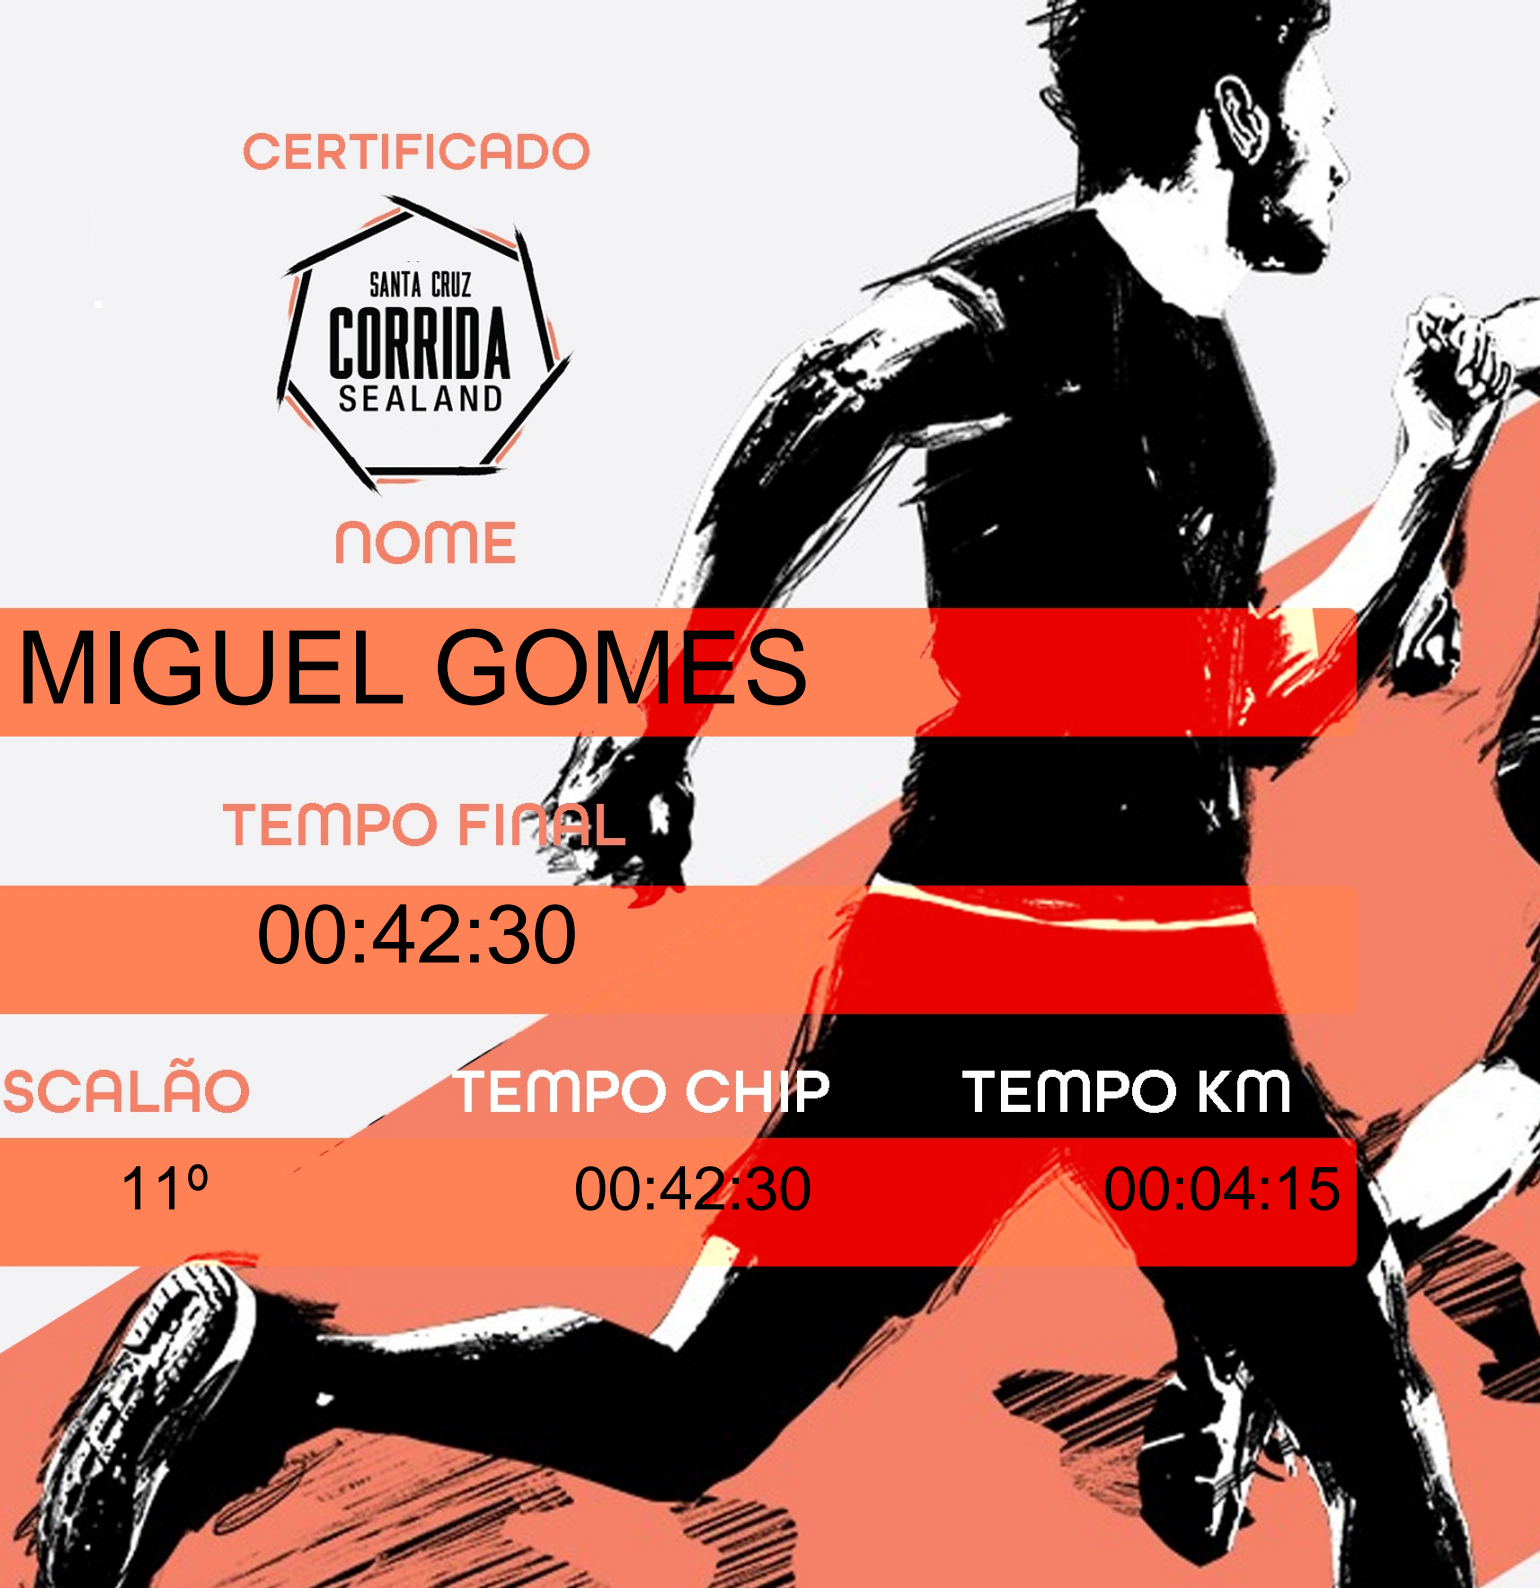 CERTIFICADO
SANTA CRUZ
CORRIDA
SEALAND
NOME
MIGUEL GOMES
TEMPO FINAL
00:42:30
SCALÃO TEMPO CHIP TEMPO KM
11º 00:42:30 00:04:15